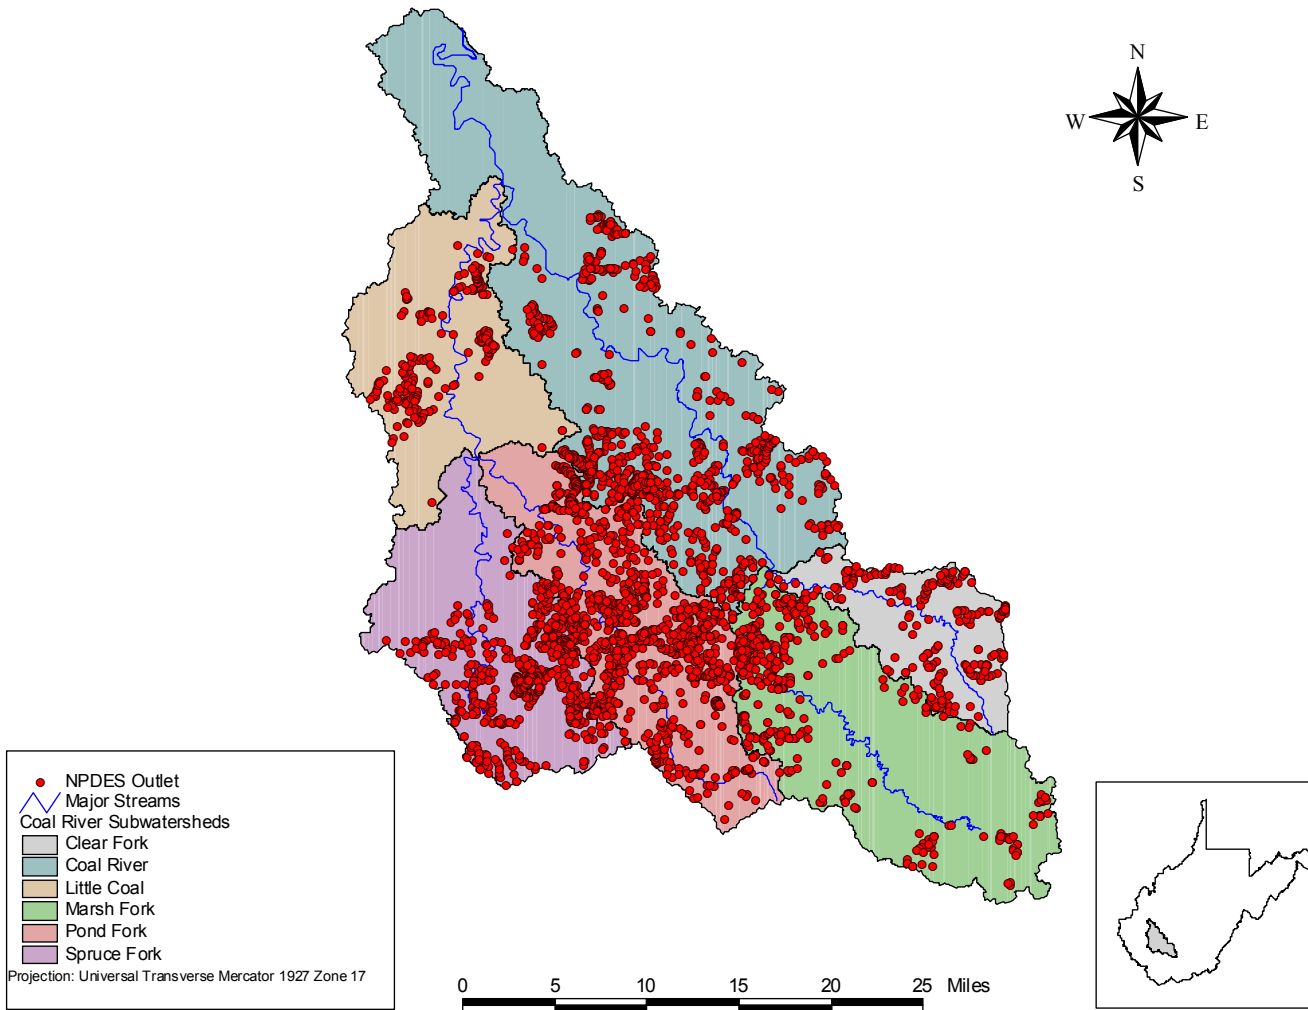 N
W
E
S
NPDES Outlet
Major Streams
Coal River Subwatersheds
Clear Fork
Coal River
Little Coal
Marsh Fork
Pond Fork
Spruce Fork
Projection: Universal Transverse Mercator 1927 Zone 17
0 5 10 15 20 25 Miles